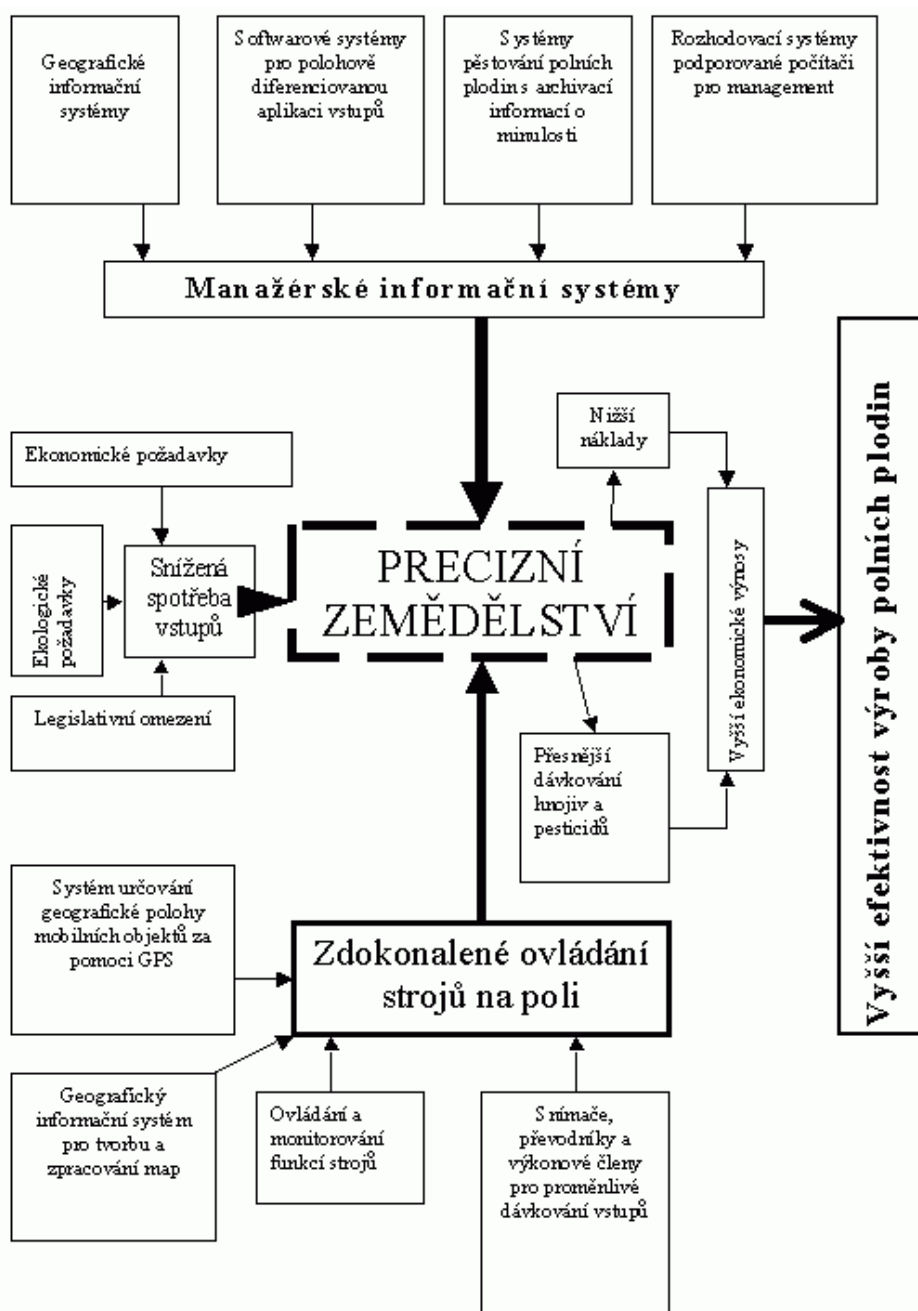 Geografické
informační
systémy
Softwarové systémy
pro polohově
diferenciovanou
aplikaci vstupů
Systémy
pěstování polních
plodin s archivací
informací o
minulosti
Rozhodovací systémy
podporované počítači
pro management
Manažérské informační systémy
Nižší
náklady
Ekonomické požadavky
Ekologické
požadavky
Snížená
spotřeba
vstupů
PRECIZNÍ
ZEMĚDĚLSTVÍ
Vyšší ekonomické výnosy
Vyšší efektivnost výroby polních plodin
Legislativní omezení
Přesnější
dávkování
hnojiv a
pesticidů
Systém určování
geografické polohy
mobilních objektů za
pomoci GPS
Zdokonalené ovládání
strojů na poli
Geografický
informační systém
pro tvorbu a
zpracování map
Ovládání a
monitorování
funkcí strojů
Snímače,
převodníky a
výkonové členy
pro proměnlivé
dávkování vstupů